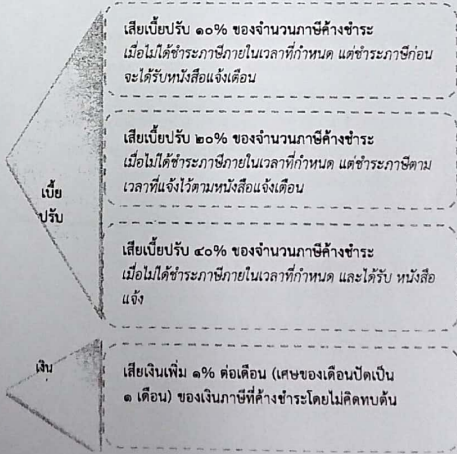 เสียเบี้ยปรับ ๑๐% ของจำนวนภาษีค้างชำระ
เมื่อไม่ได้ชำระภาษีภายในเวลาที่กำหนด แต่ชำระภาษีก่อน
จะได้รับหนังสือแจ้งเตือน
เสียเบี้ยปรับ ๒๐% ของจำนวนภาษีค้างชำระ
เมื่อไม่ได้ชำระภาษีภายในเวลาที่กำหนด แต่ชำระภาษีตาม
เวลาที่แจ้งไว้ตามหนังสือแจ้งเตือน
เบี้ย
ปรับ
เสียเบี้ยปรับ ๔๐% ของจำนวนภาษีค้างชำระ
เมื่อไม่ได้ชำระภาษีภายในเวลาที่กำหนด และได้รับ หนังสือ
แจ้ง
เงิน
เสียเงินเพิ่ม ๑% ต่อเดือน (เศษของเดือนปัดเป็น
๑ เดือน) ของเงินภาษีที่ค้างชำระโดยไม่คิดทบต้น